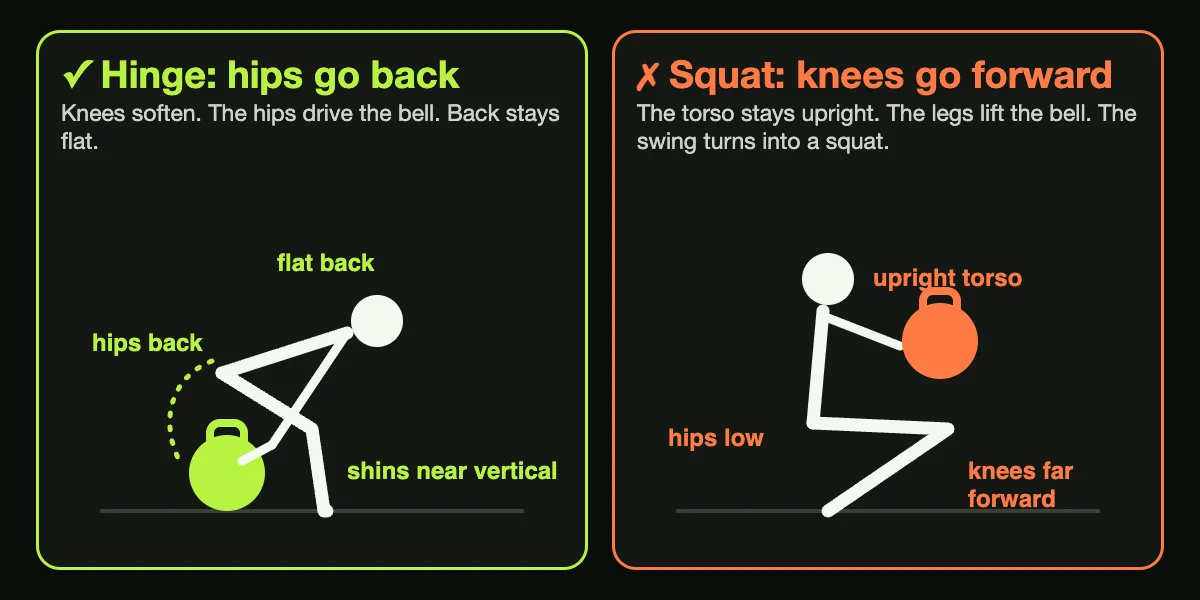 ✓ Hinge: hips go back
Knees soften. The hips drive the bell. Back stays
flat.
flat back
hips back
shins near vertical
✗ Squat: knees go forward
The torso stays upright. The legs lift the bell. The
swing turns into a squat.
upright torso
hips low
knees far
forward